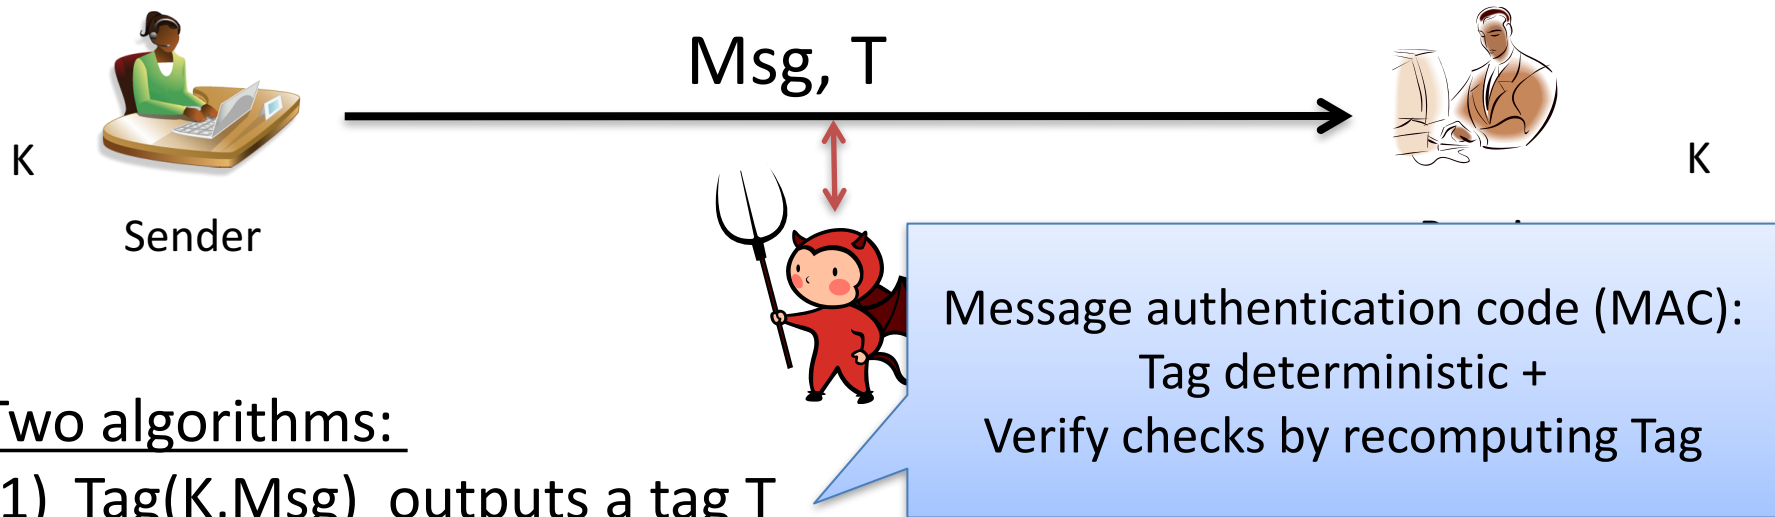 Msg, T
K
K
Sender
Message authentication code (MAC):
Tag deterministic +
Verify checks by recomputing Tag
Two algorithms:
1) Tag(K,Msg) outputs a tag T